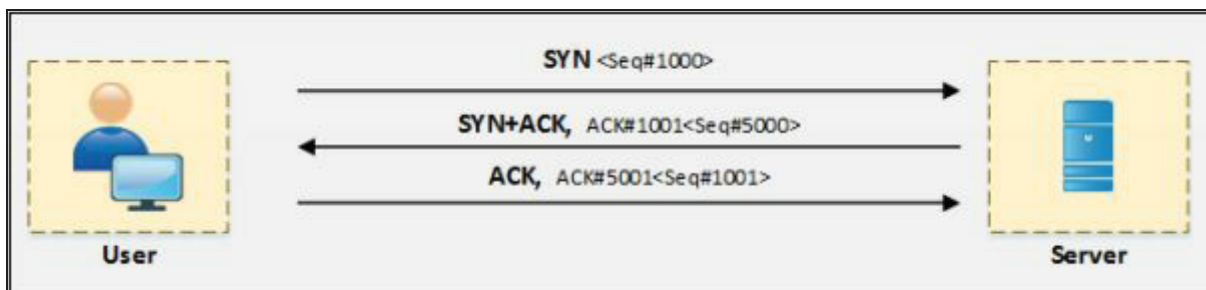 SYN <Seq#1000>
SYN+ACK, ACK#1001<Seq#5000>
ACK, ACK#5001<Seq#1001>
User
Server